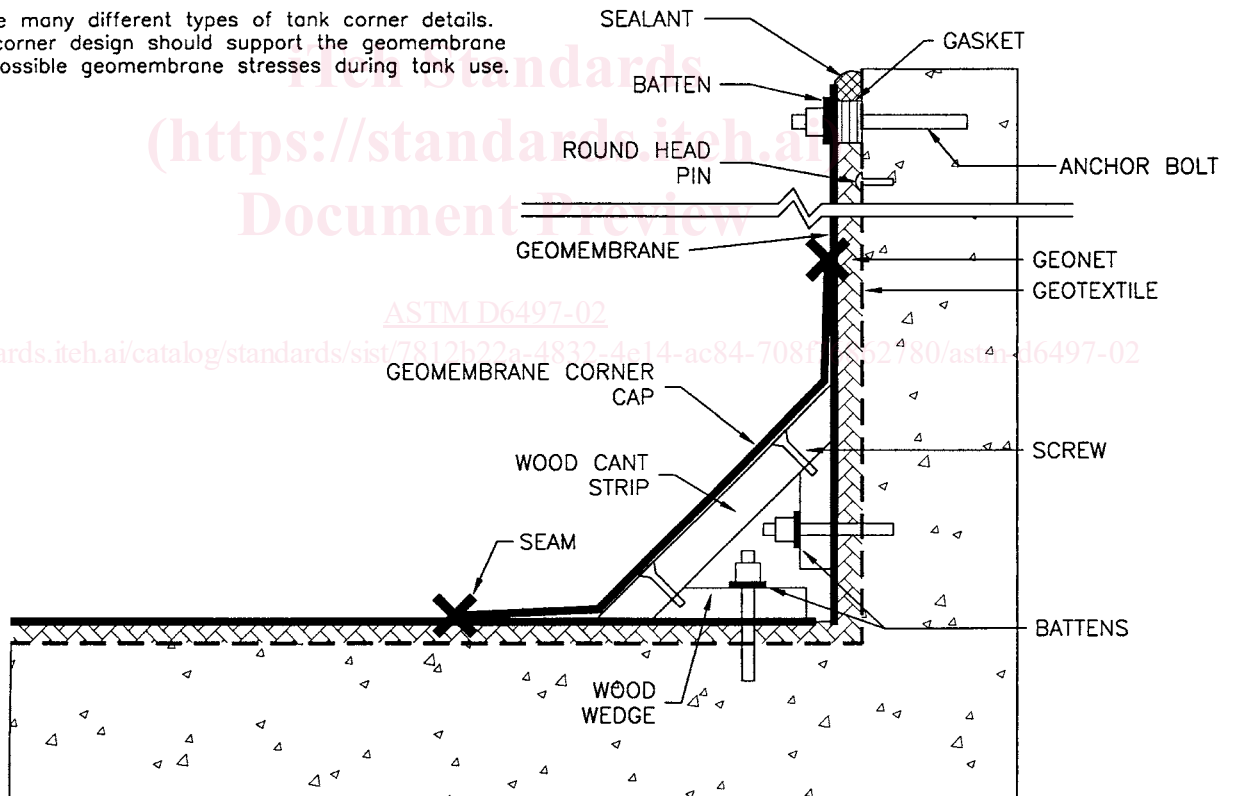 e many different types of tank corner details.
corner design should support the geomembrane
ossible geomembrane stresses during tank use.
SEALANT
GASKET
iTeh Standards
BATTEN
(https://standards.iteh.ai)
ROUND HEAD
PIN
ANCHOR BOLT
Document Preview
GEOMEMBRANE
GEONET
GEOTEXTILE
ASTM D6497-02
ards.iteh.ai/catalog/standards/sist/7812b22a-4832-4e14-ac84-708f 62780/astm-d6497-02
GEOMEMBRANE CORNER
CAP
SCREW
WOOD CANT
STRIP
SEAM
BATTENS
WOOD
WEDGE